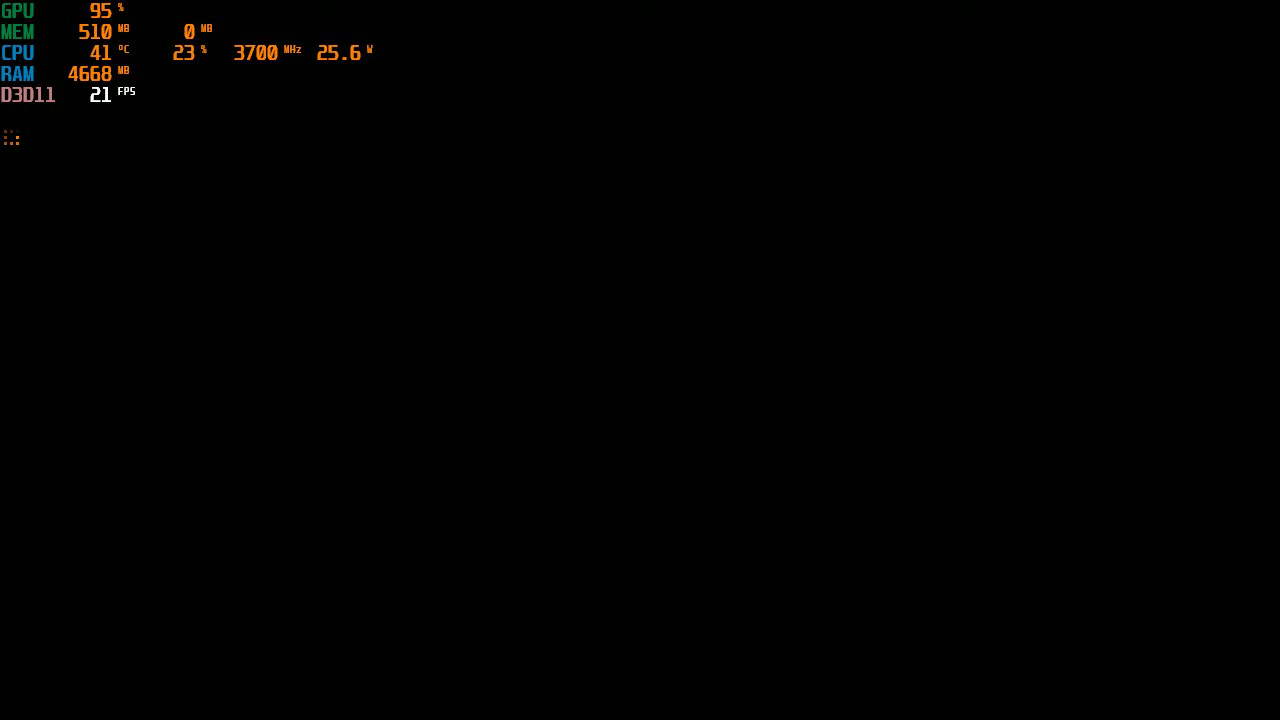 GPU 95 %
MEM 510 MB 0 MB
CPU 41 °C 23 % 3700 MHz 25.6 W
RAM 4668 MB
D3D11 21 FPS